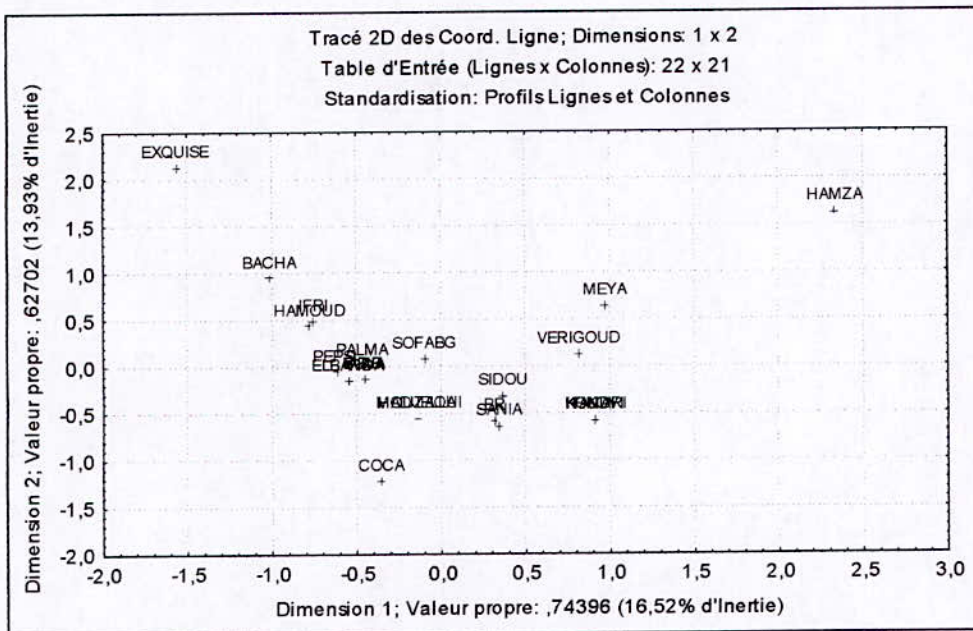 Tracé 2D des Coord. Ligne; Dimensions: 1 x 2
Table d'Entrée (Lignes x Colonnes): 22 x 21
Standardisation: Profils Lignes et Colonnes
Dimension 2; Valeur propre: ,62702 (13,93% d'Inertie)
2,5
2,0
1,5
1,0
0,5
0,0
-0,5
-1,0
-1,5
-2,0
EXQUISE
HAMZA
BACHA
MEYA
IFRI
HAMOUD
VERIGOUD
SOFABG
PALMA
SIDOU
COCA
-2,0 -1,5 -1,0 -0,5 0,0 0,5 1,0 1,5 2,0 2,5 3,0
Dimension 1; Valeur propre: ,74396 (16,52% d'Inertie)